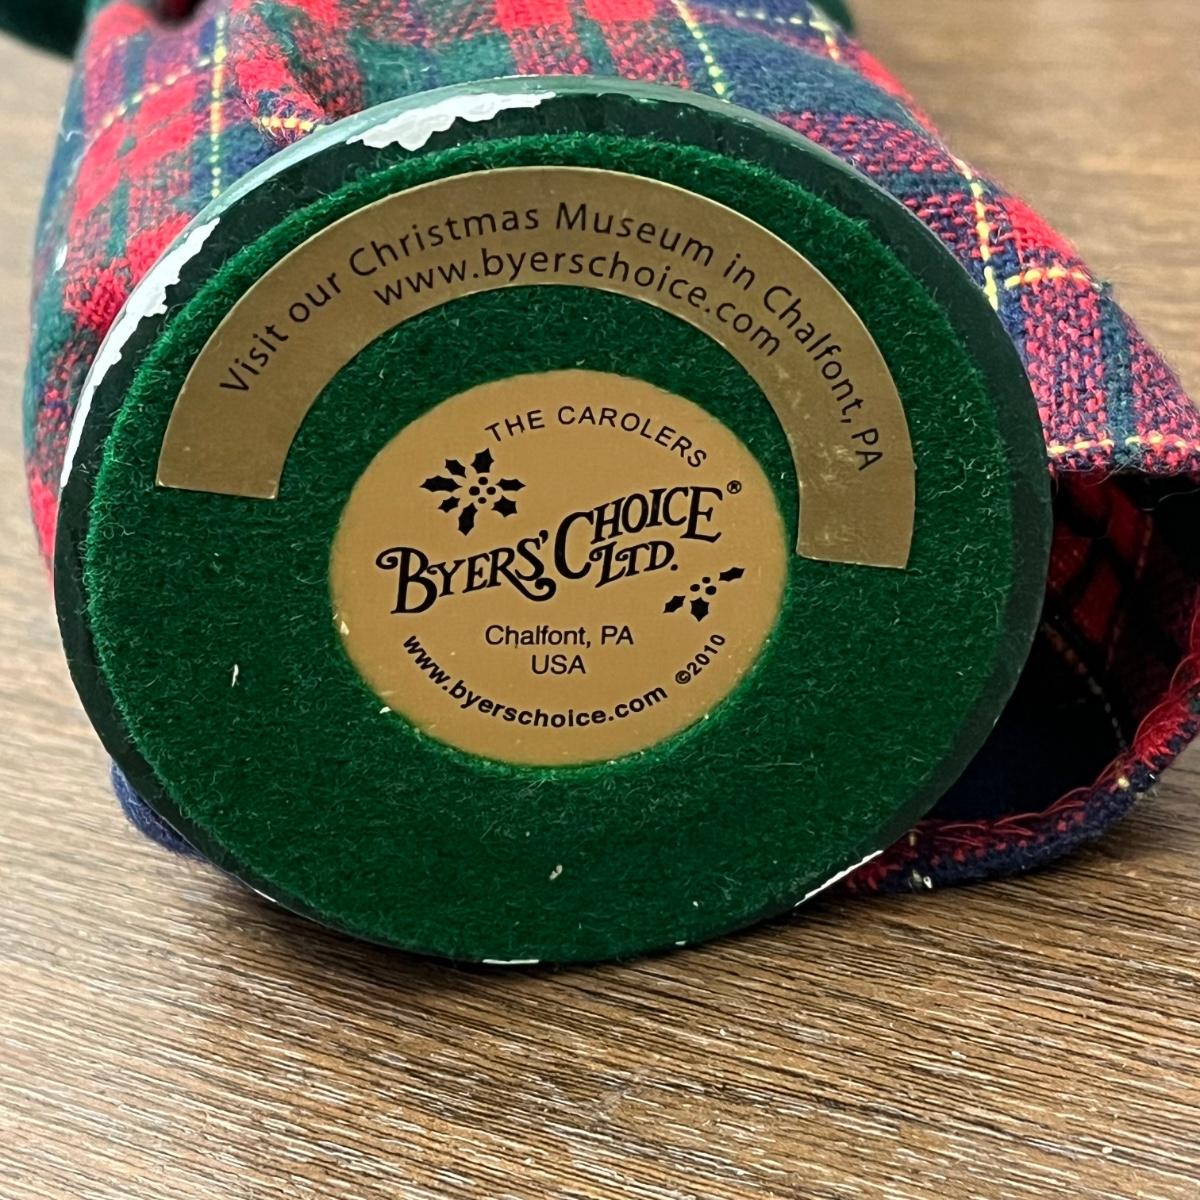 Visit our Christmas Museum in Chalfont, PA
www.byerschoice.com
THE CAROLERS
BYERS' CHOICE®
LTD.
Chalfont, PA
USA
www.byerschoice.com ©2010